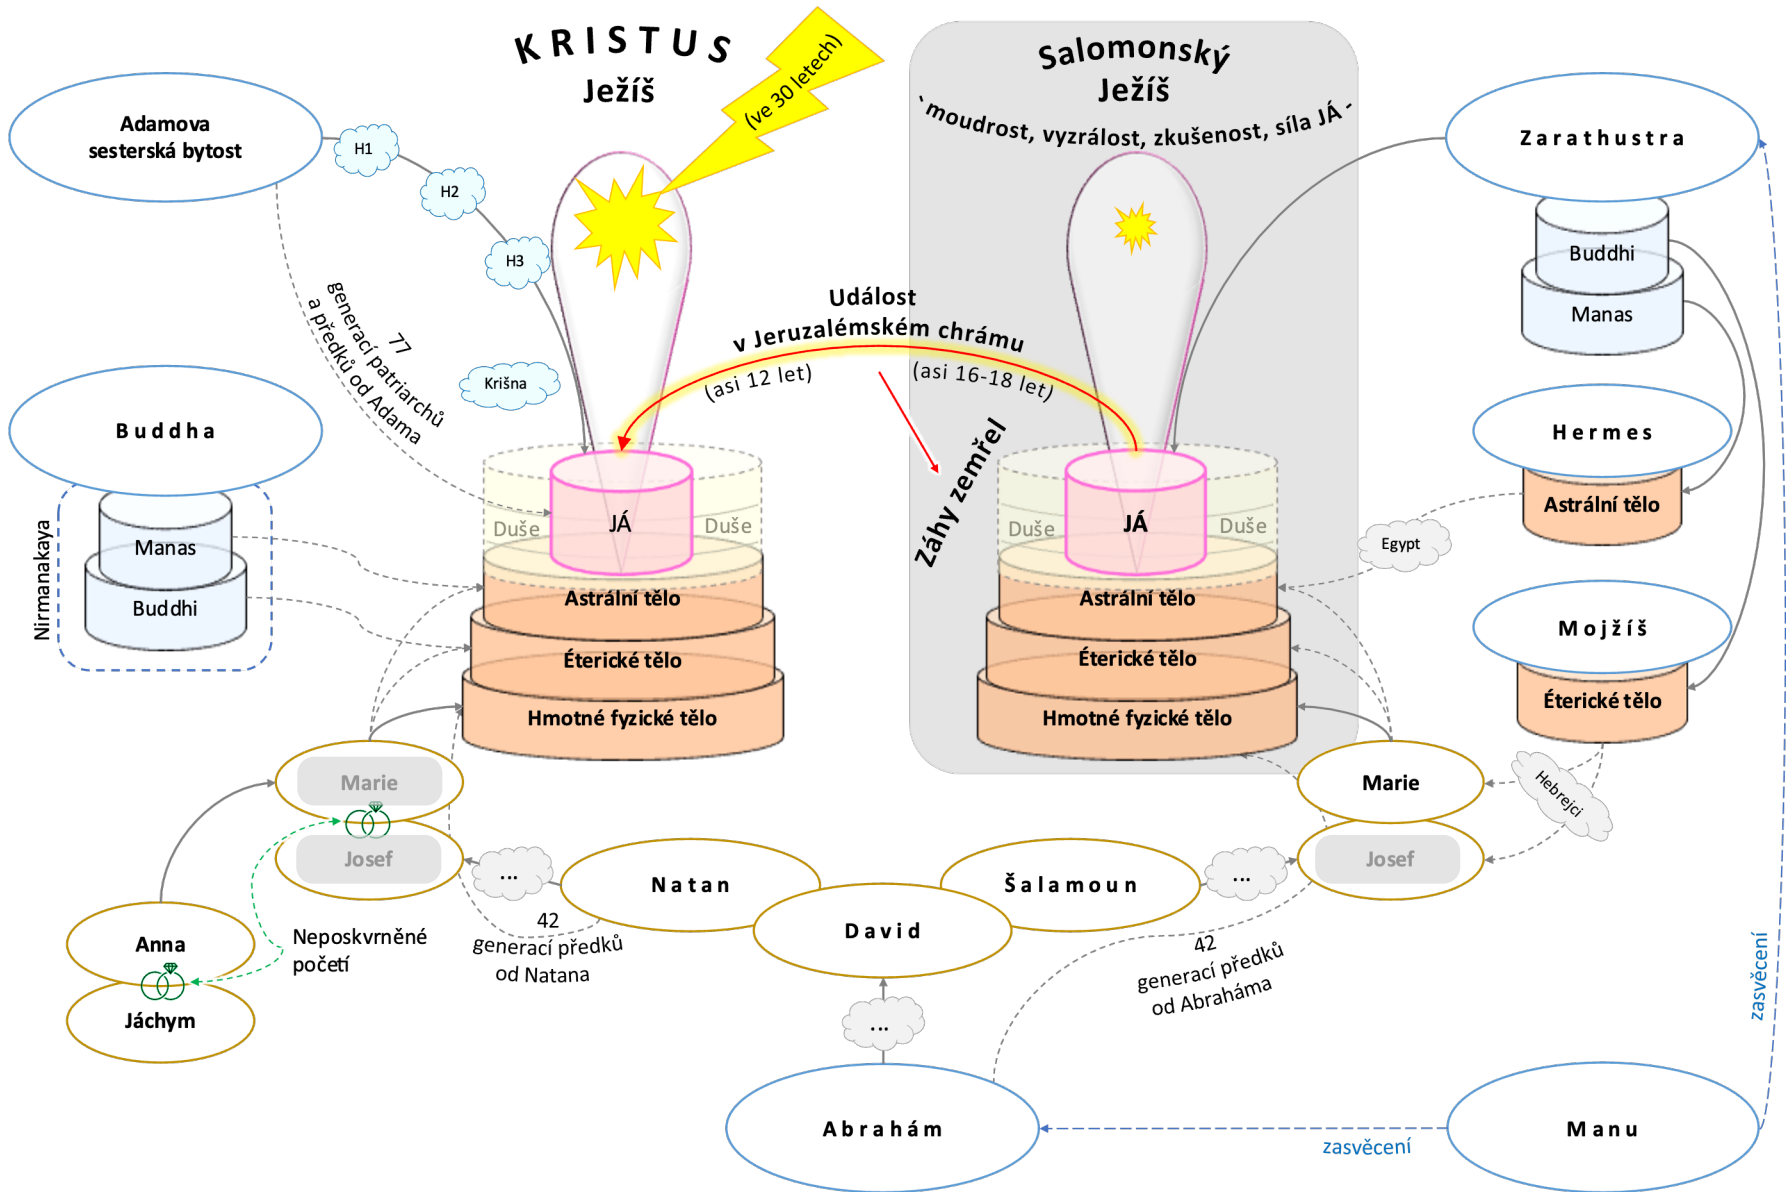 KRISTUS
Ježíš
(ve 30 letech)
Salomonský
Ježíš
- moudrost, vyzrálost, zkušenost, síla JÁ -
Adamova
sesterská bytost
H1
H2
H3
Krišna
77
generací patriarchů
a předků od Adama
Buddha
Manas
Buddhi
Nirmanakaya
Událost
v Jeruzalémském chrámu
(asi 12 let)
(asi 16-18 let)
Záhy zemřel
Duše
JÁ
Duše
Astrální tělo
Éterické tělo
Hmotné fyzické tělo
Duše
JÁ
Duše
Astrální tělo
Éterické tělo
Hmotné fyzické tělo
Zarathustra
Buddhi
Manas
Hermes
Astrální tělo
Egypt
Mojžíš
Éterické tělo
Hebrejci
Marie
Josef
Marie
Josef
...
Natan
Šalamoun
...
David
42
generací předků
od Natana
42
generací předků
od Abraháma
Anna
Jáchym
Neposkvrněné
početí
...
Abrahám
zasvěcení
Manu
zasvěcení